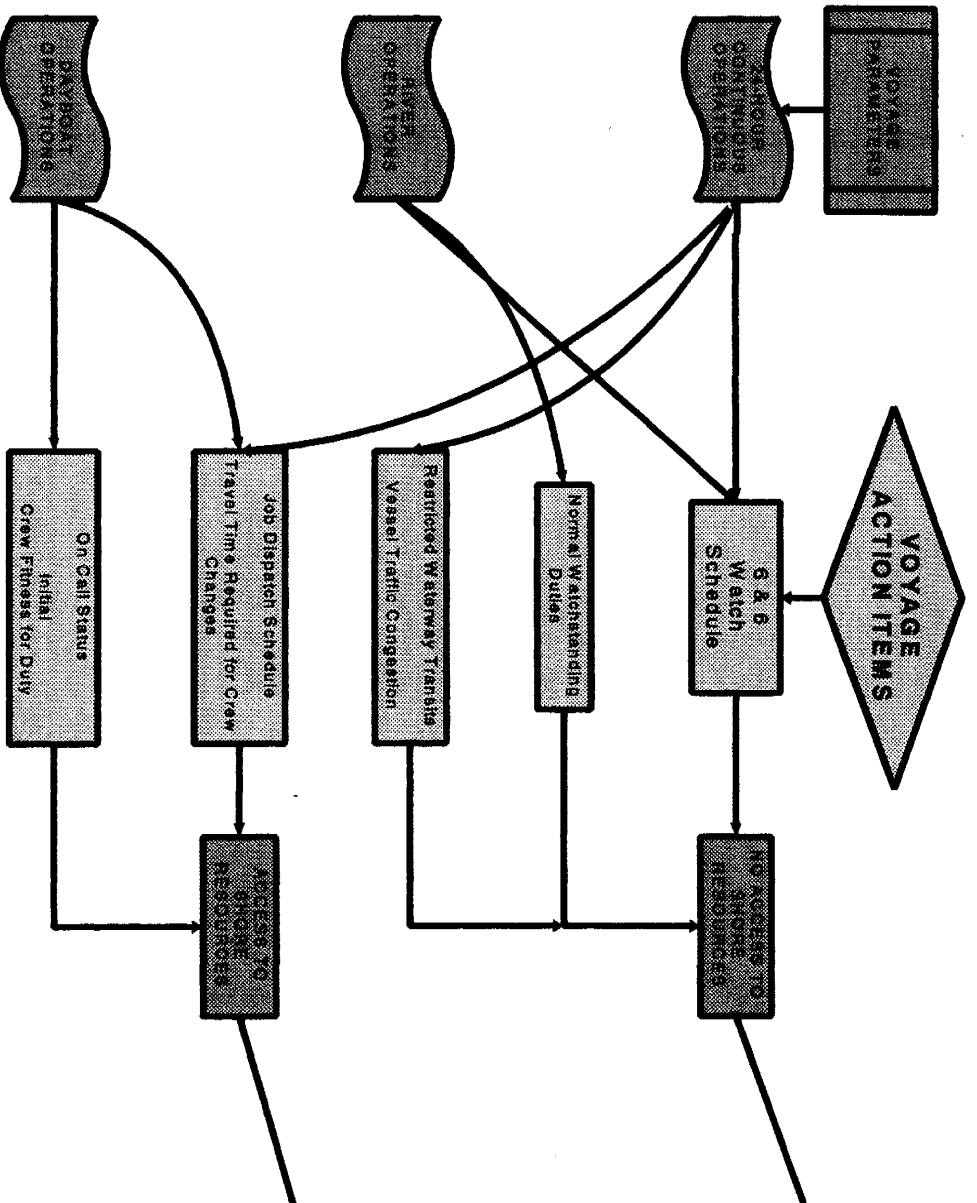 VOYAGE
PARAMETERS
24-HOUR
CONTINUOUS
OPERATIONS
RIVER
OPERATIONS
DAYBOAT
OPERATIONS
VOYAGE
ACTION ITEMS
6 & 6
Watch
Schedule
Normal Watchstanding
Duties
Restricted Waterway Transits
Vessel Traffic Congestion
Job Dispatch Schedule
Travel Time Required for Crew
Changes
On Call Status
Initial
Crew Fitness for Duty
NO ACCESS TO
SHORE
RESOURCES
ACCESS TO
SHORE
RESOURCES